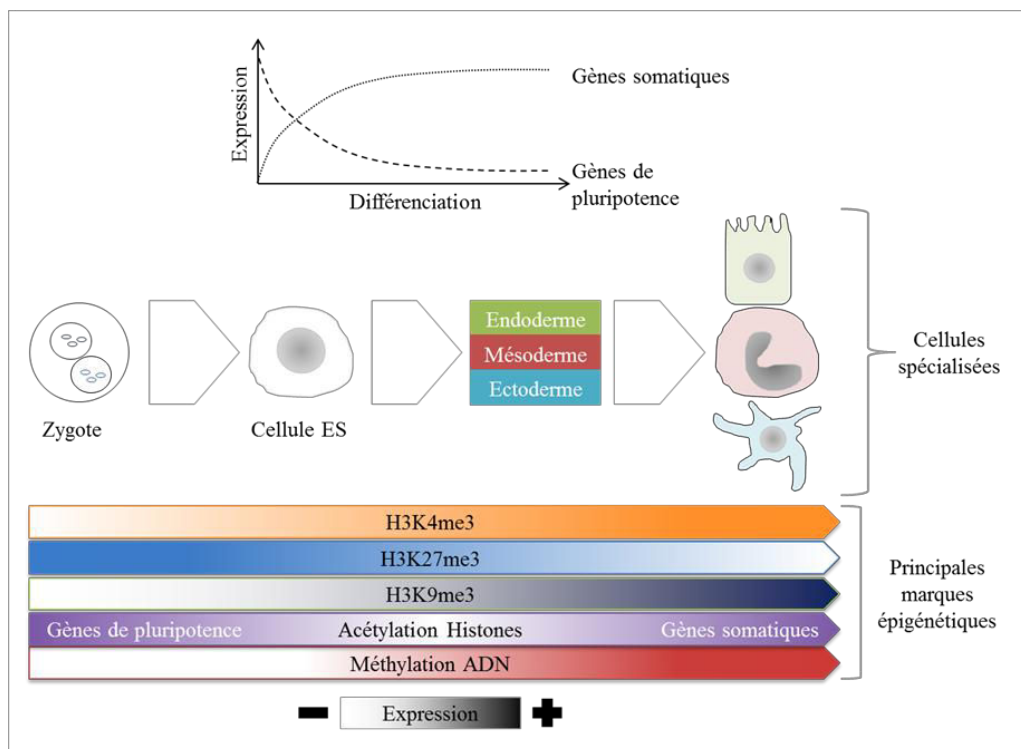 Expression
Gènes somatiques
Gènes de
pluripotence
Différenciation
Zygote
Cellule ES
Endoderme
Mésoderme
Ectoderme
Cellules
spécialisées
H3K4me3
H3K27me3
H3K9me3
Gènes de pluripotence Acétylation Histones Gènes somatiques
Méthylation ADN
Principales
marques
épigénétiques
Expression